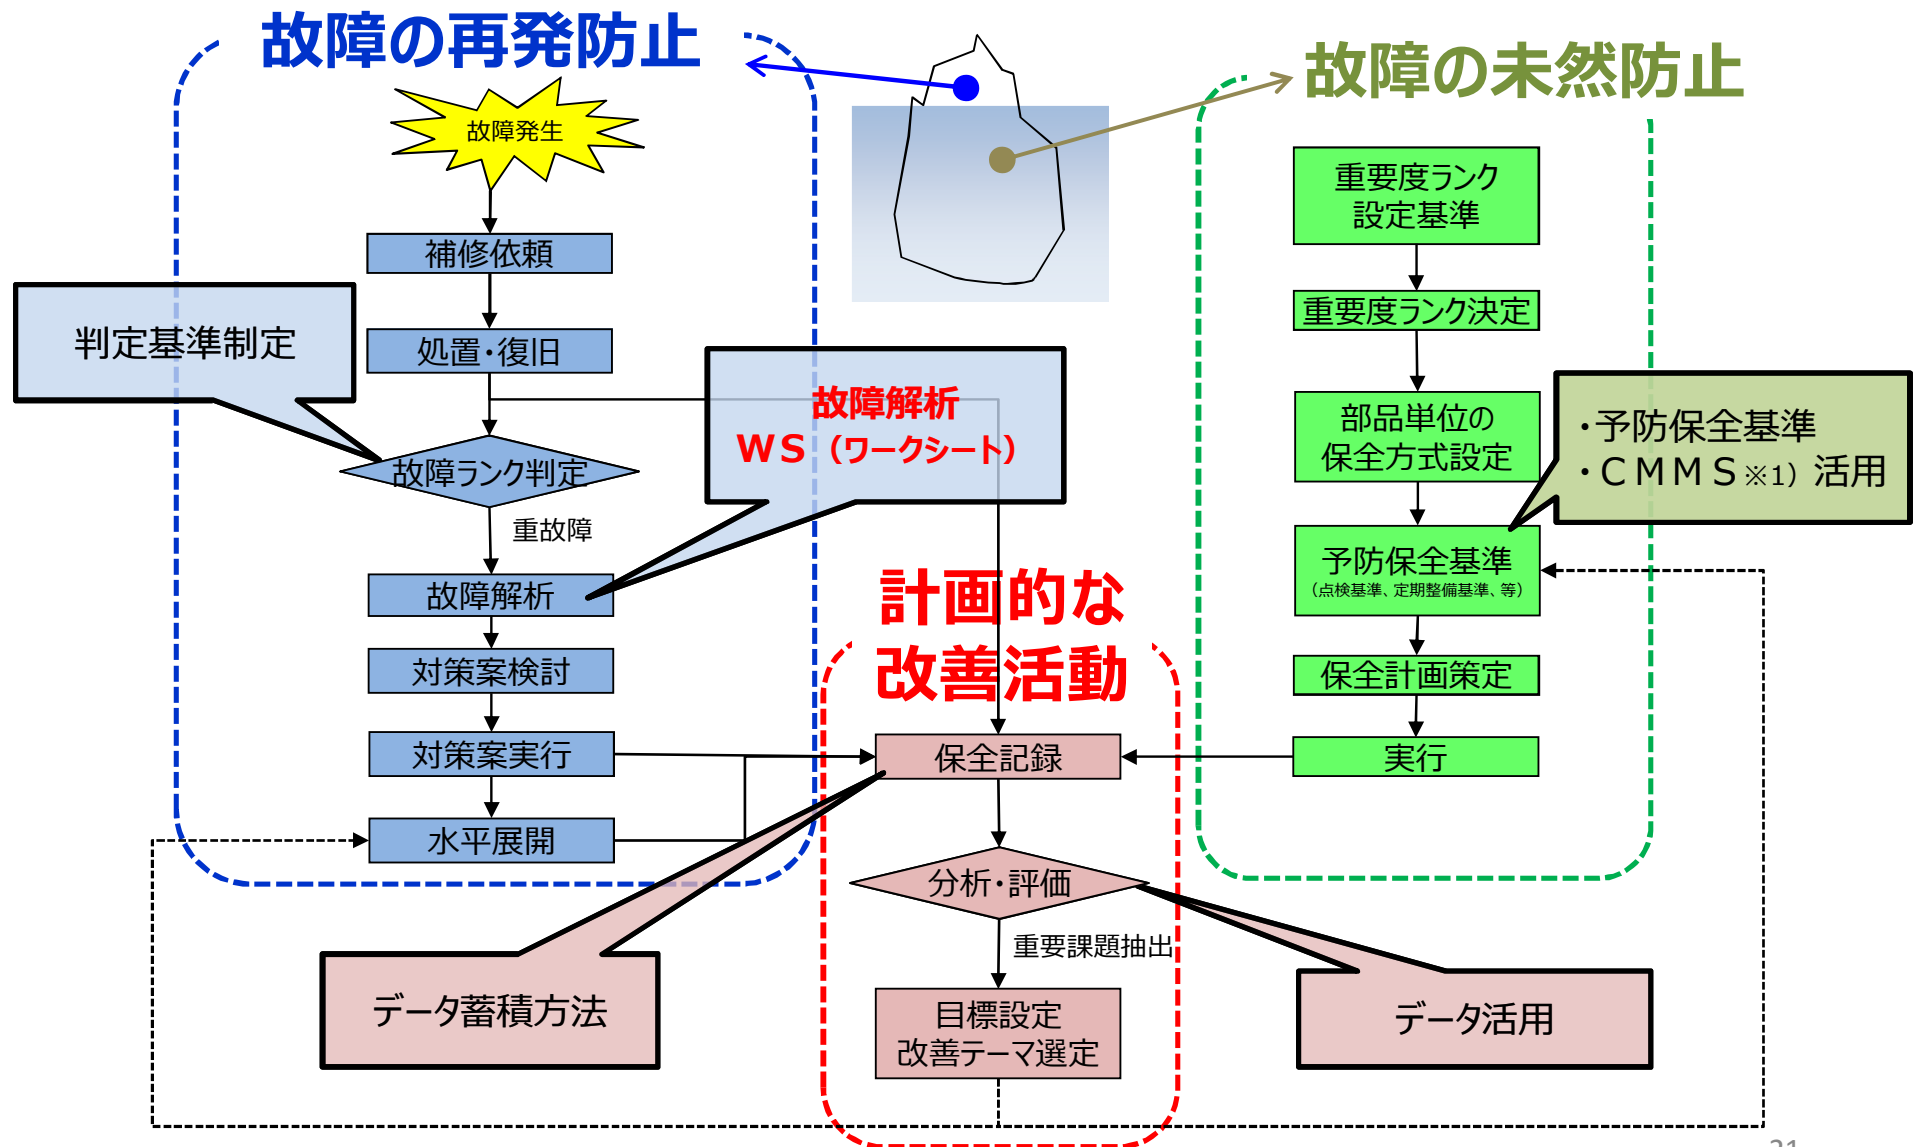 故障の再発防止
故障発生
補修依頼
処置・復旧
判定基準制定
故障ランク判定
重故障
故障解析
WS（ワークシート）
故障解析
対策案検討
対策案実行
水平展開
計画的な
改善活動
保全記録
分析・評価
重要課題抽出
目標設定
改善テーマ選定
データ蓄積方法
データ活用
故障の未然防止
重要度ランク
設定基準
重要度ランク決定
部品単位の
保全方式設定
・予防保全基準
・ＣＭＭＳ※1）活用
予防保全基準
（点検基準、定期整備基準、等）
保全計画策定
実行